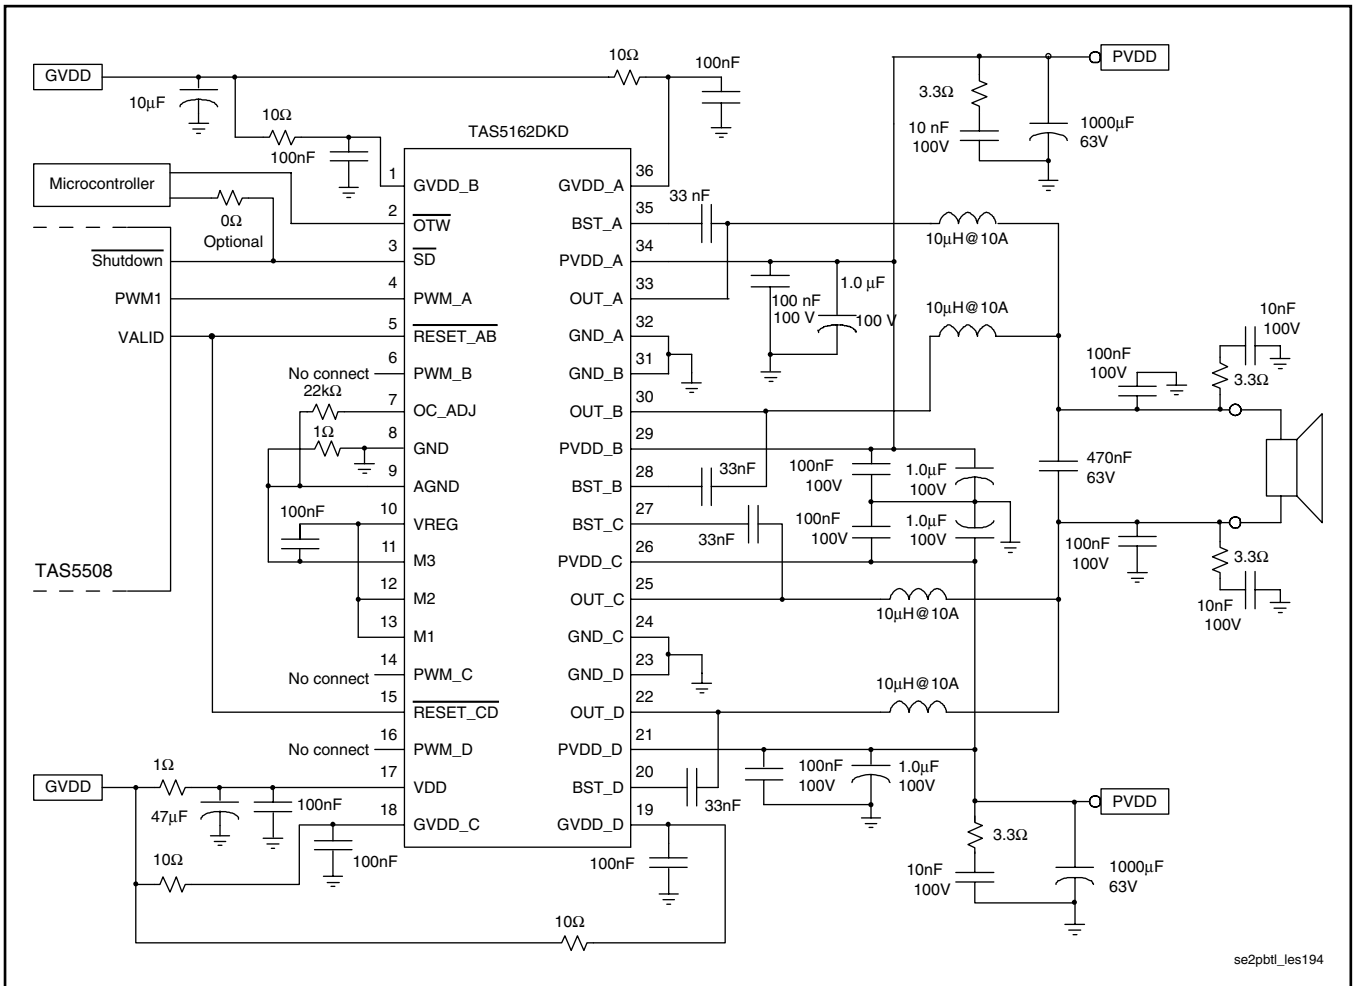 GVDD
10μF
10Ω
100nF
10Ω
100nF
PVDD
3.3Ω
10 nF
100V
1000μF
63V
TAS5162DKD
Microcontroller
0Ω
Optional
Shutdown
PWM1
VALID
TAS5508
1 GVDD_B
2 OTW
3 SD
4 PWM_A
5 RESET_AB
6 PWM_B
No connect
22kΩ
7 OC_ADJ
1Ω
8 GND
9 AGND
100nF
10 VREG
11 M3
12 M2
13 M1
14 PWM_C
No connect
15 RESET_CD
16 PWM_D
No connect
17 VDD
18 GVDD_C
GVDD_A 36
BST_A 35
PVDD_A 34
OUT_A 33
GND_A 32
GND_B 31
OUT_B 30
PVDD_B 29
BST_B 28
BST_C 27
PVDD_C 26
OUT_C 25
GND_C 24
GND_D 23
OUT_D 22
PVDD_D 21
BST_D 20
GVDD_D 19
33 nF
10μH@10A
100 nF
100 V
1.0 μF
100 V
10μH@10A
10nF
100V
100nF
100V
3.3Ω
33nF
100nF
100V
1.0μF
100V
470nF
63V
33nF
100nF
100V
1.0μF
100V
100nF
100V
3.3Ω
10nF
100V
10μH@10A
10μH@10A
33nF
100nF
100V
1.0μF
100V
GVDD
1Ω
47μF
100nF
10Ω
100nF
100nF
10Ω
PVDD
3.3Ω
10nF
100V
1000μF
63V
se2pbtl_les194